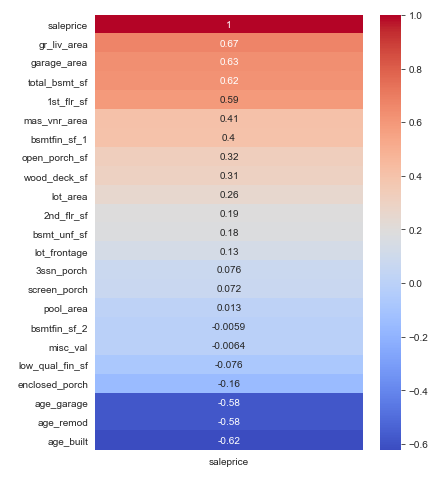 saleprice 1
gr_liv_area 0.67
garage_area 0.63
total_bsmt_sf 0.62
1st_flr_sf 0.59
mas_vnr_area 0.41
bsmtfin_sf_1 0.4
open_porch_sf 0.32
wood_deck_sf 0.31
lot_area 0.26
2nd_flr_sf 0.19
bsmt_unf_sf 0.18
lot_frontage 0.13
3ssn_porch 0.076
screen_porch 0.072
pool_area 0.013
bsmtfin_sf_2 -0.0059
misc_val -0.0064
low_qual_fin_sf -0.076
enclosed_porch -0.16
age_garage -0.58
age_remod -0.58
age_built -0.62
saleprice
1.0
0.8
0.6
0.4
0.2
0.0
−0.2
−0.4
−0.6